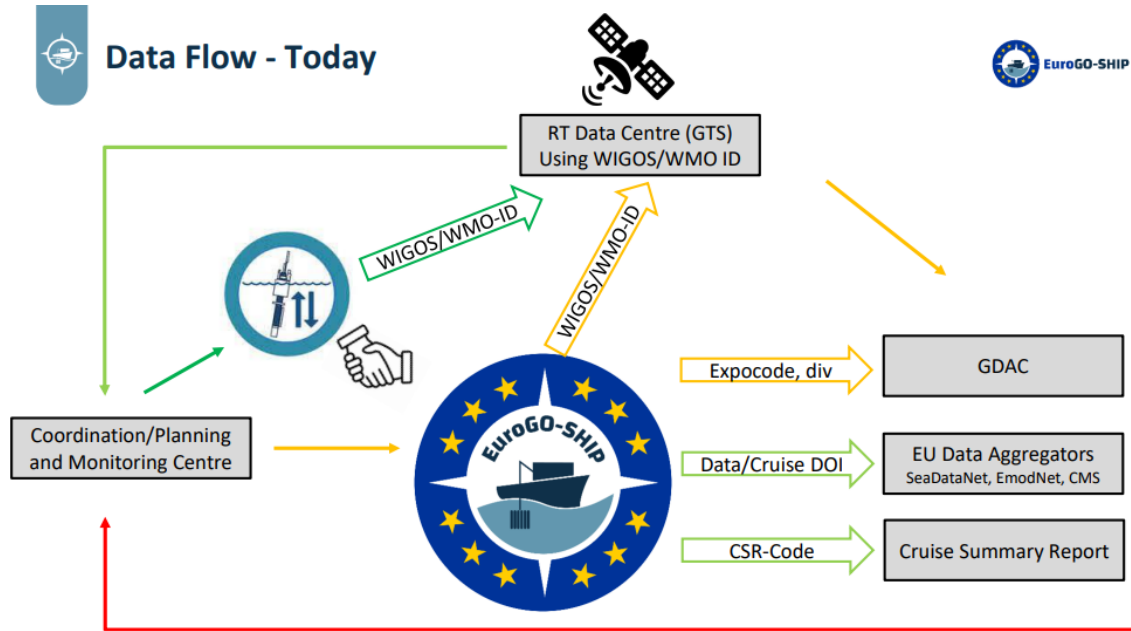 Data Flow - Today
EuroGO-SHIP
RT Data Centre (GTS)
Using WIGOS/WMO ID
WIGOS/WMO-ID
WIGOS/WMO-ID
Expocode, div
GDAC
EuroGO-SHIP
Coordination/Planning
and Monitoring Centre
Data/Cruise DOI
EU Data Aggregators
SeaDataNet, EmodNet, CMS
CSR-Code
Cruise Summary Report